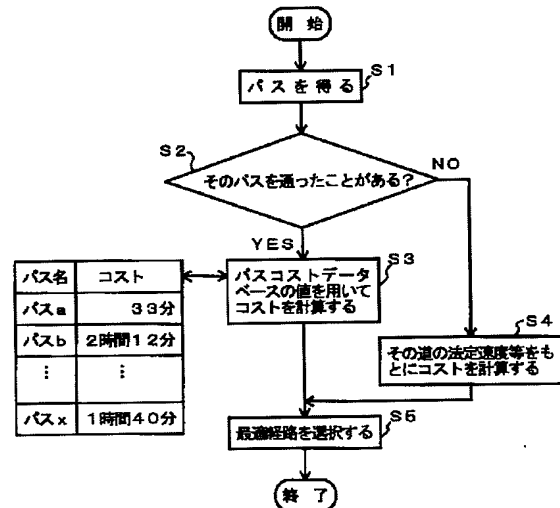 開始
S1
パスを得る
S2
そのパスを通ったことがある?
NO
YES
S3
パスコストデータ
ベースの値を用いて
コストを計算する
パス名 コスト
パスa 33分
パスb 2時間12分
⋮ ⋮
パスx 1時間40分
S4
その道の法定速度等をも
とにコストを計算する
S5
最適経路を選択する
終了